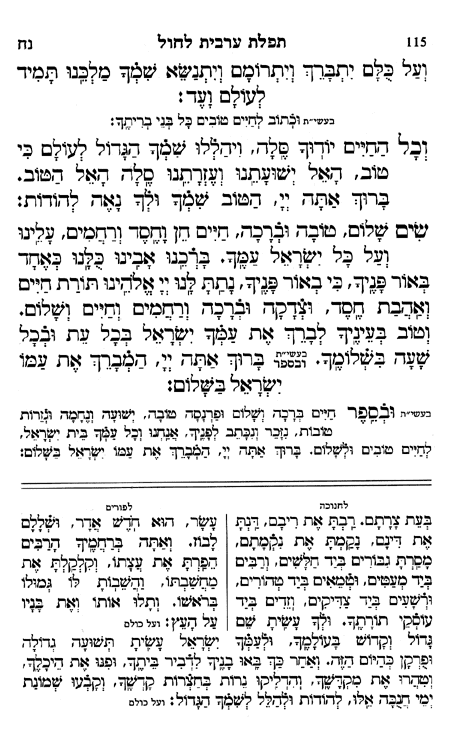 115 תפלת ערבית לחול נח
וְעַל כֻּלָּם יִתְבָּרֵךְ וְיִתְרוֹמֵם וְיִתְנַשֵּׂא שִׁמְךָ מַלְכֵּנוּ תָּמִיד
לְעוֹלָם וָעֶד:
בעשי״ת וּכְתוֹב לְחַיִּים טוֹבִים כָּל בְּנֵי בְרִיתֶךָ:
וְכָל הַחַיִּים יוֹדוּךָ סֶּלָה, וִיהַלְלוּ שִׁמְךָ הַגָּדוֹל לְעוֹלָם כִּי
טוֹב, הָאֵל יְשׁוּעָתֵנוּ וְעֶזְרָתֵנוּ סֶלָה הָאֵל הַטּוֹב.
בָּרוּךְ אַתָּה יְיָ, הַטּוֹב שִׁמְךָ וּלְךָ נָאֶה לְהוֹדוֹת:
שִׂים שָׁלוֹם, טוֹבָה וּבְרָכָה, חַיִּים חֵן וָחֶסֶד וְרַחֲמִים, עָלֵינוּ
וְעַל כָּל יִשְׂרָאֵל עַמֶּךָ. בָּרְכֵנוּ אָבִינוּ כֻּלָּנוּ כְּאֶחָד
בְּאוֹר פָּנֶיךָ, כִּי בְאוֹר פָּנֶיךָ, נָתַתָּ לָּנוּ יְיָ אֱלֹהֵינוּ תּוֹרַת חַיִּים
וְאַהֲבַת חֶסֶד, וּצְדָקָה וּבְרָכָה וְרַחֲמִים וְחַיִּים וְשָׁלוֹם.
וְטוֹב בְּעֵינֶיךָ לְבָרֵךְ אֶת עַמְּךָ יִשְׂרָאֵל בְּכָל עֵת וּבְכָל
שָׁעָה בִּשְׁלוֹמֶךָ. בעשי״ת ובספר בָּרוּךְ אַתָּה יְיָ, הַמְבָרֵךְ אֶת עַמּוֹ
יִשְׂרָאֵל בַּשָּׁלוֹם:
בעשי״ת וּבְסֵפֶר חַיִּים בְּרָכָה וְשָׁלוֹם וּפַרְנָסָה טוֹבָה, יְשׁוּעָה וְנֶחָמָה וּגְזֵרוֹת
טוֹבוֹת, נִזָּכֵר וְנִכָּתֵב לְפָנֶיךָ, אֲנַחְנוּ וְכָל עַמְּךָ בֵּית יִשְׂרָאֵל,
לְחַיִּים טוֹבִים וּלְשָׁלוֹם. בָּרוּךְ אַתָּה יְיָ, הַמְבָרֵךְ אֶת עַמּוֹ יִשְׂרָאֵל בַּשָּׁלוֹם:
לחנוכה
בְּעֵת צָרָתָם. רַבְתָּ אֶת רִיבָם, דַּנְתָּ
אֶת דִּינָם, נָקַמְתָּ אֶת נִקְמָתָם,
מָסַרְתָּ גִבּוֹרִים בְּיַד חַלָּשִׁים, וְרַבִּים
בְּיַד מְעַטִּים, וּטְמֵאִים בְּיַד טְהוֹרִים,
וּרְשָׁעִים בְּיַד צַדִּיקִים, וְזֵדִים בְּיַד
עוֹסְקֵי תוֹרָתֶךָ. וּלְךָ עָשִׂיתָ שֵׁם
גָּדוֹל וְקָדוֹשׁ בְּעוֹלָמֶךָ, וּלְעַמְּךָ יִשְׂרָאֵל עָשִׂיתָ תְּשׁוּעָה גְדוֹלָה
וּפֻרְקָן כְּהַיּוֹם הַזֶּה. וְאַחַר כַּךְ בָּאוּ בָנֶיךָ לִדְבִיר בֵּיתֶךָ, וּפִנּוּ אֶת הֵיכָלֶךָ,
וְטִהֲרוּ אֶת מִקְדָּשֶׁךָ, וְהִדְלִיקוּ נֵרוֹת בְּחַצְרוֹת קָדְשֶׁךָ, וְקָבְעוּ שְׁמוֹנַת
יְמֵי חֲנֻכָּה אֵלּוּ, לְהוֹדוֹת וּלְהַלֵּל לְשִׁמְךָ הַגָּדוֹל: ועל כולם
לפורים
עָשָׂר, הוּא חֹדֶשׁ אֲדָר, וּשְׁלָלָם
לָבוֹז. וְאַתָּה בְּרַחֲמֶיךָ הָרַבִּים
הֵפַרְתָּ אֶת עֲצָתוֹ, וְקִלְקַלְתָּ אֶת
מַחֲשַׁבְתּוֹ, וַהֲשֵׁבוֹתָ לּוֹ גְּמוּלוֹ
בְרֹאשׁוֹ. וְתָלוּ אוֹתוֹ וְאֶת בָּנָיו
עַל הָעֵץ: ועל כולם